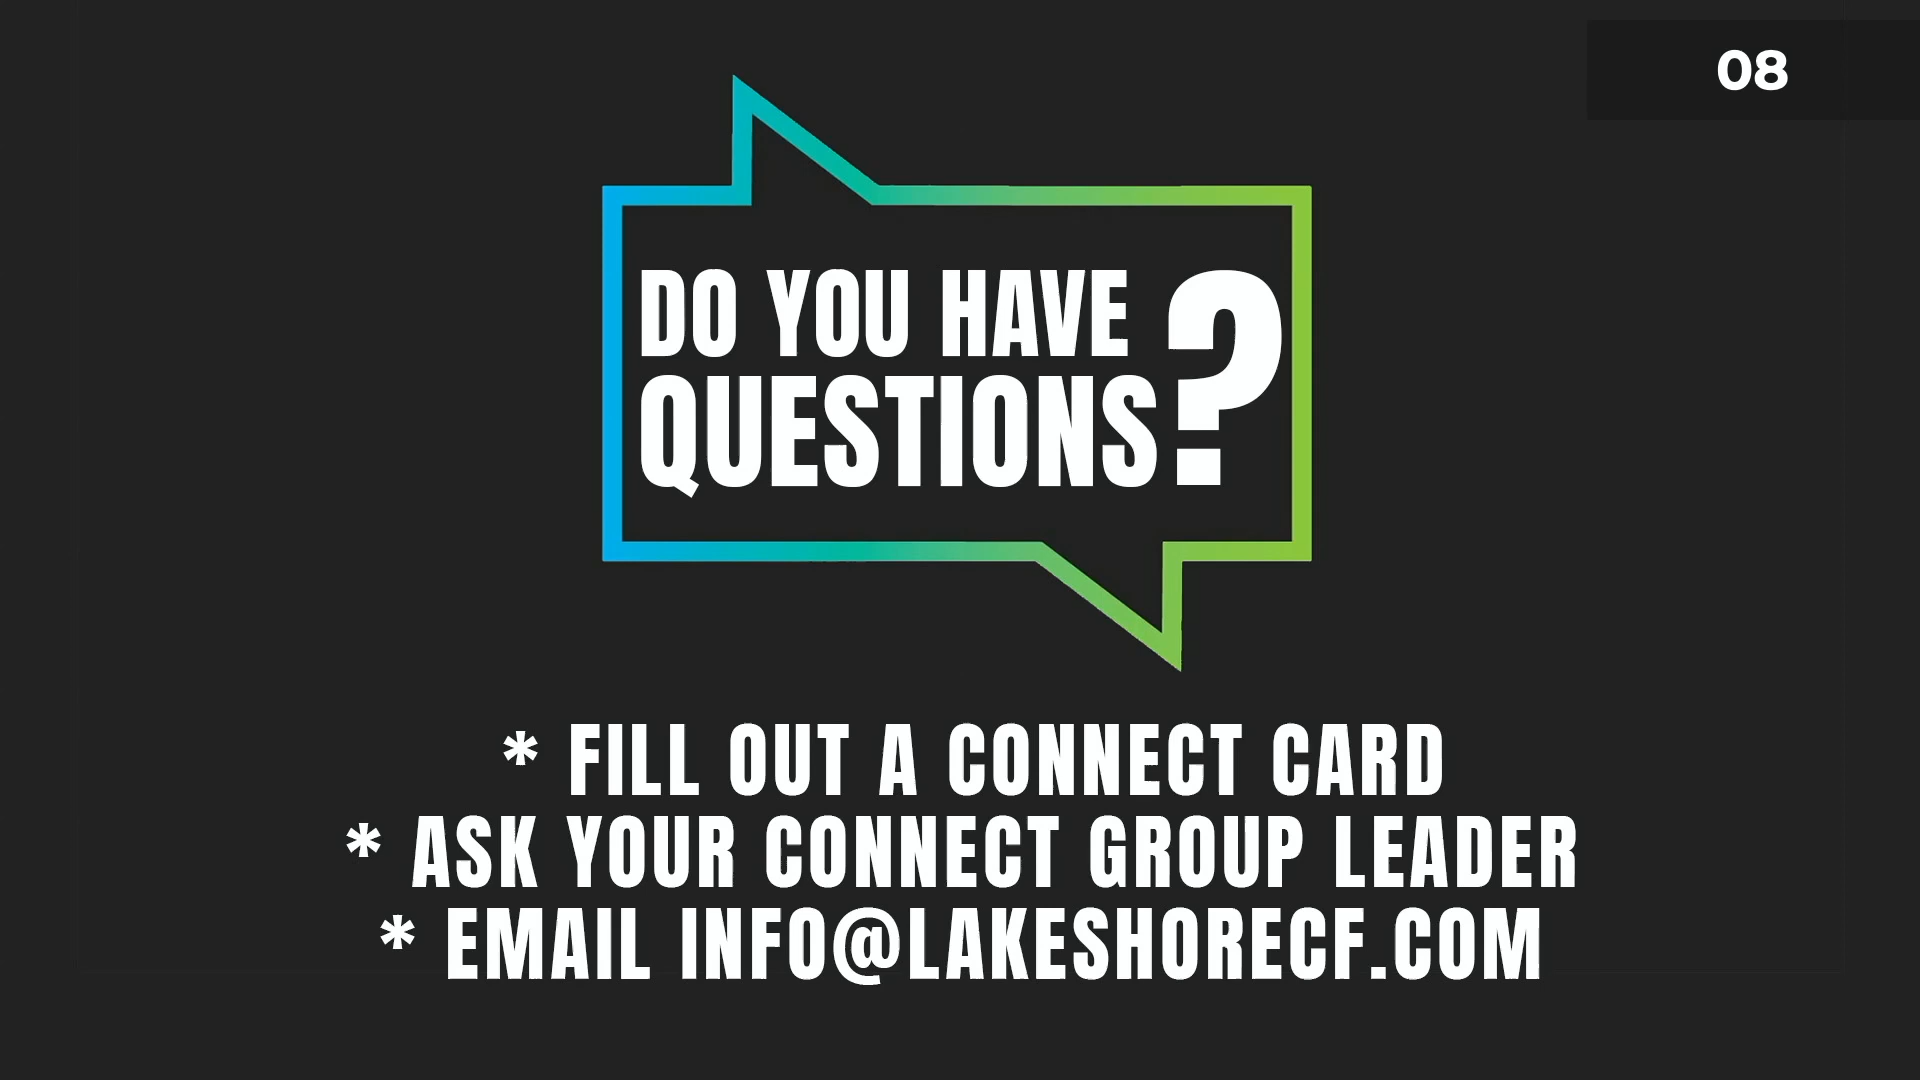 08
DO YOU HAVE
QUESTIONS?
* FILL OUT A CONNECT CARD
* ASK YOUR CONNECT GROUP LEADER
* EMAIL INFO@LAKESHORECF.COM